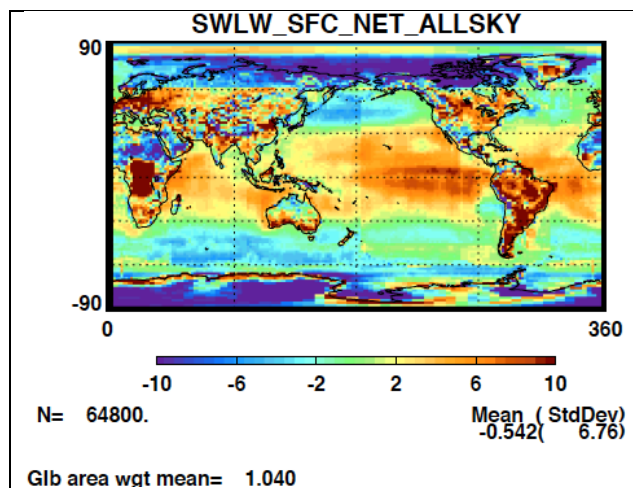 SWLW_SFC_NET_ALLSKY
90
-90
0 360
-10 -6 -2 2 6 10
N= 64800. Mean ( StdDev)
-0.542( 6.76)
Glb area wgt mean= 1.040